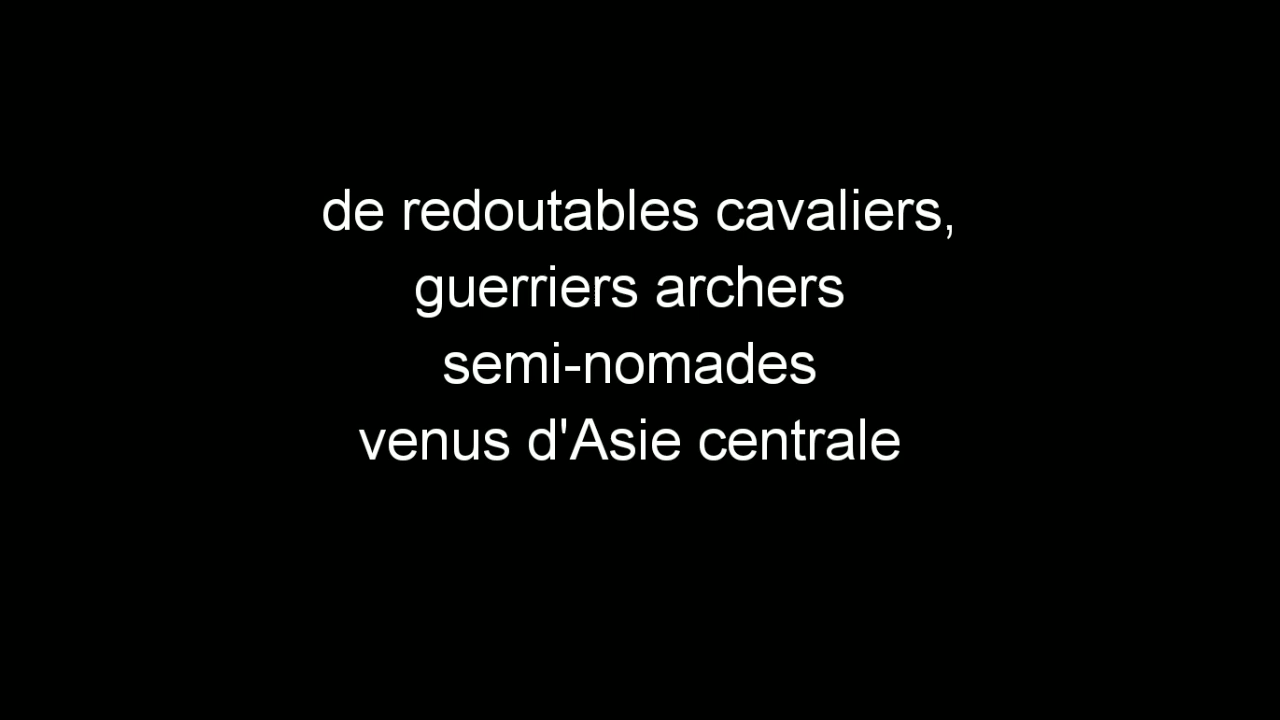 de redoutables cavaliers,
guerriers archers
semi-nomades
venus d'Asie centrale